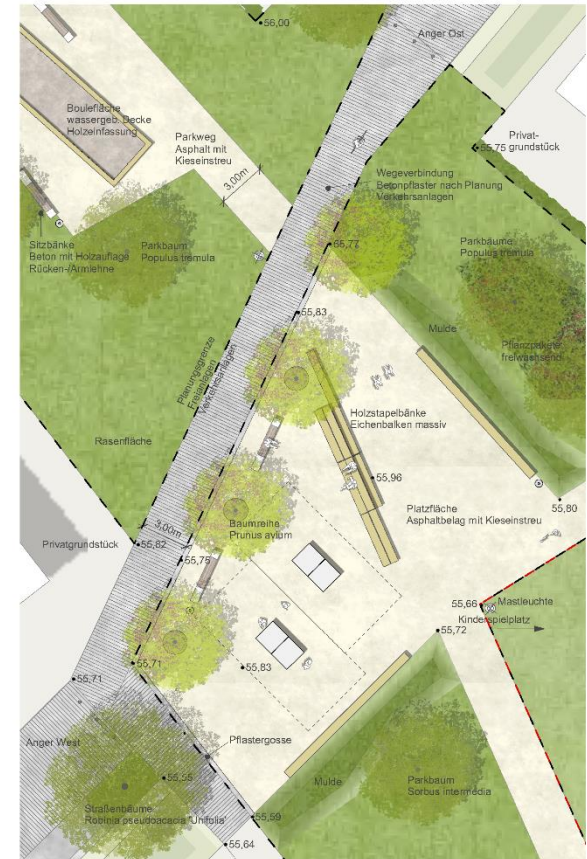 56,00
Anger Ost
Boulefläche
wassergeb. Decke
Holzeinfassung
Parkweg
Asphalt mit
Kieseinstreu
Privat-
grundstück
55,75
3,00m
Wegeverbindung
Betonpflaster nach Planung
Verkehrsanlagen
Sitzbänke
Beton mit Holzauflage
Rücken-/Armlehne
Parkbaum
Populus tremula
55,77
Parkbäume
Populus tremula
55,83
Mulde
Pflanzpakete
freiwachsend
Planungsgrenze
Freianlagen
Verkehrsanlagen
Rasenfläche
Holzstapelbänke
Eichenbalken massiv
55,96
55,80
Platzfläche
Asphaltbelag mit Kieseinstreu
3,00m
Baumreihe
Prunus avium
Privatgrundstück
55,62
55,75
55,66
Mastleuchte
Kinderspielplatz
55,72
55,71
55,83
55,71
Anger West
Pflastergosse
55,55
Mulde
Parkbaum
Sorbus intermedia
Straßenbäume
Robinia pseudoacacia 'Unifolia'
55,59
55,64